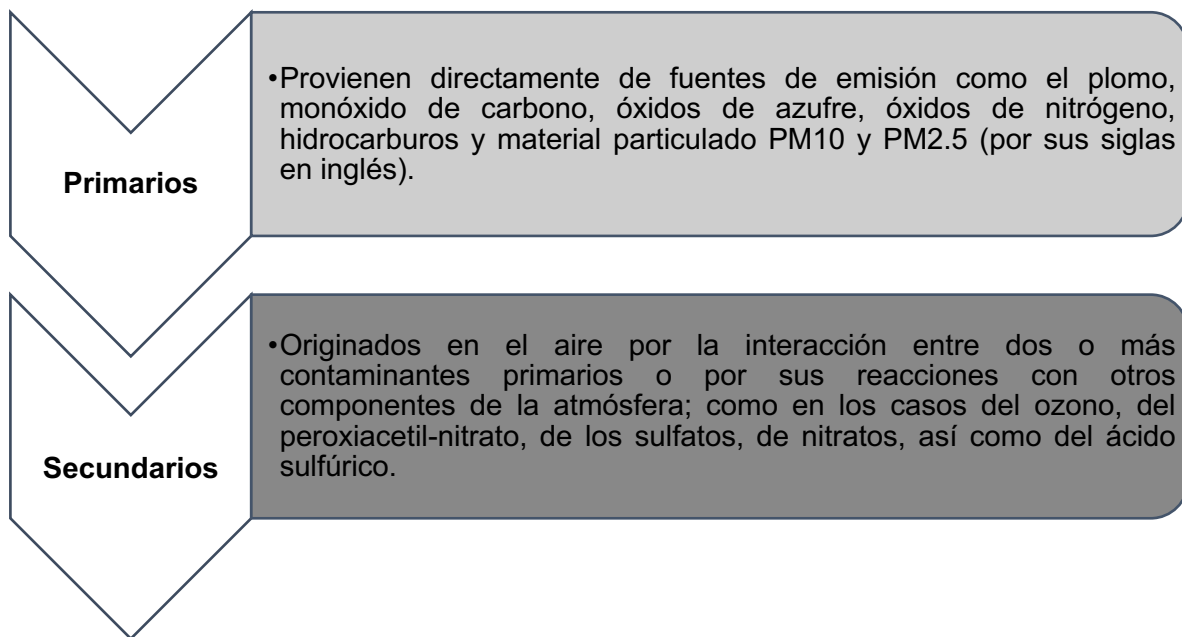 Primarios
•Provienen directamente de fuentes de emisión como el plomo,
monóxido de carbono, óxidos de azufre, óxidos de nitrógeno,
hidrocarburos y material particulado PM10 y PM2.5 (por sus siglas
en inglés).
Secundarios
•Originados en el aire por la interacción entre dos o más
contaminantes primarios o por sus reacciones con otros
componentes de la atmósfera; como en los casos del ozono, del
peroxiacetil-nitrato, de los sulfatos, de nitratos, así como del ácido
sulfúrico.